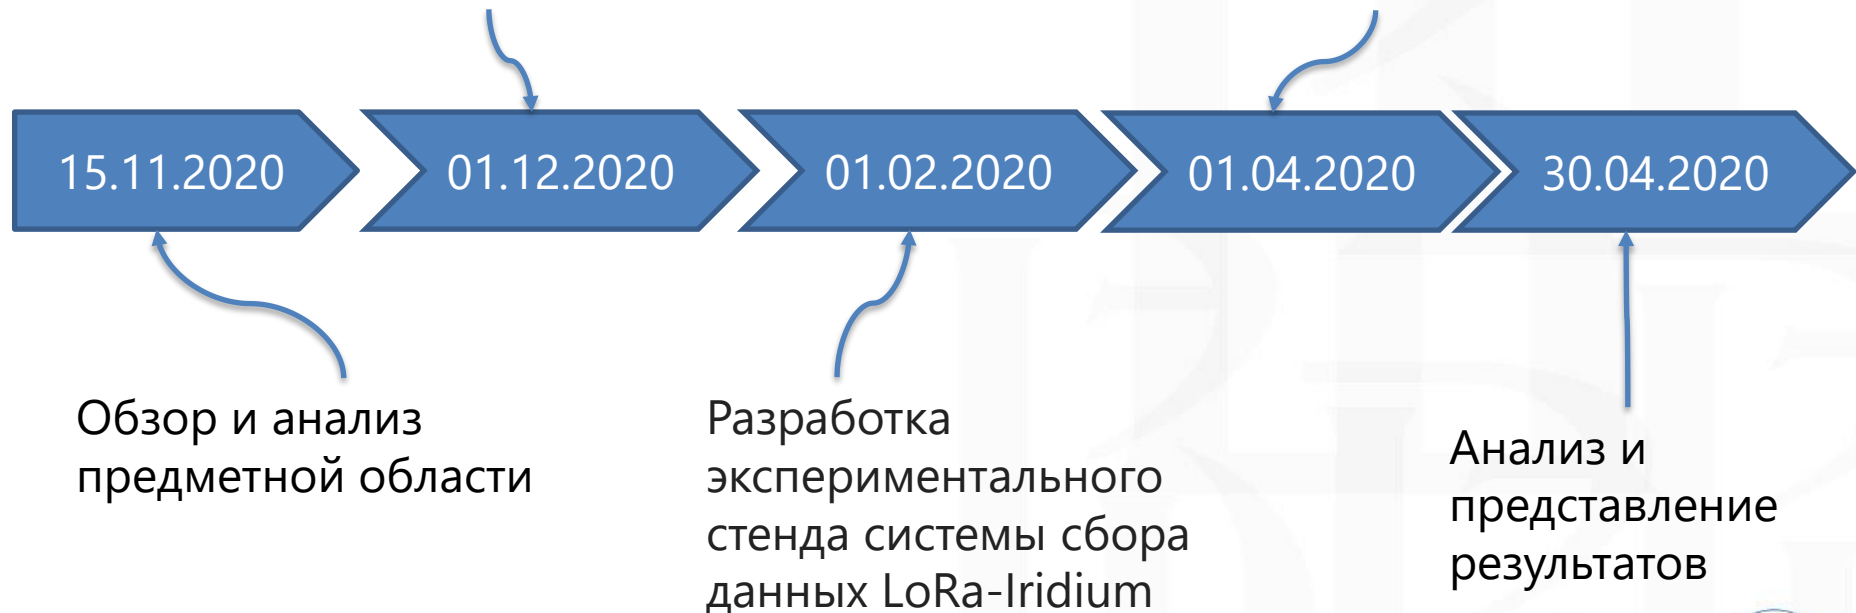 15.11.2020
01.12.2020
01.02.2020
01.04.2020
30.04.2020
Обзор и анализ
предметной области
Разработка
экспериментального
стенда системы сбора
данных LoRa-Iridium
Анализ и
представление
результатов